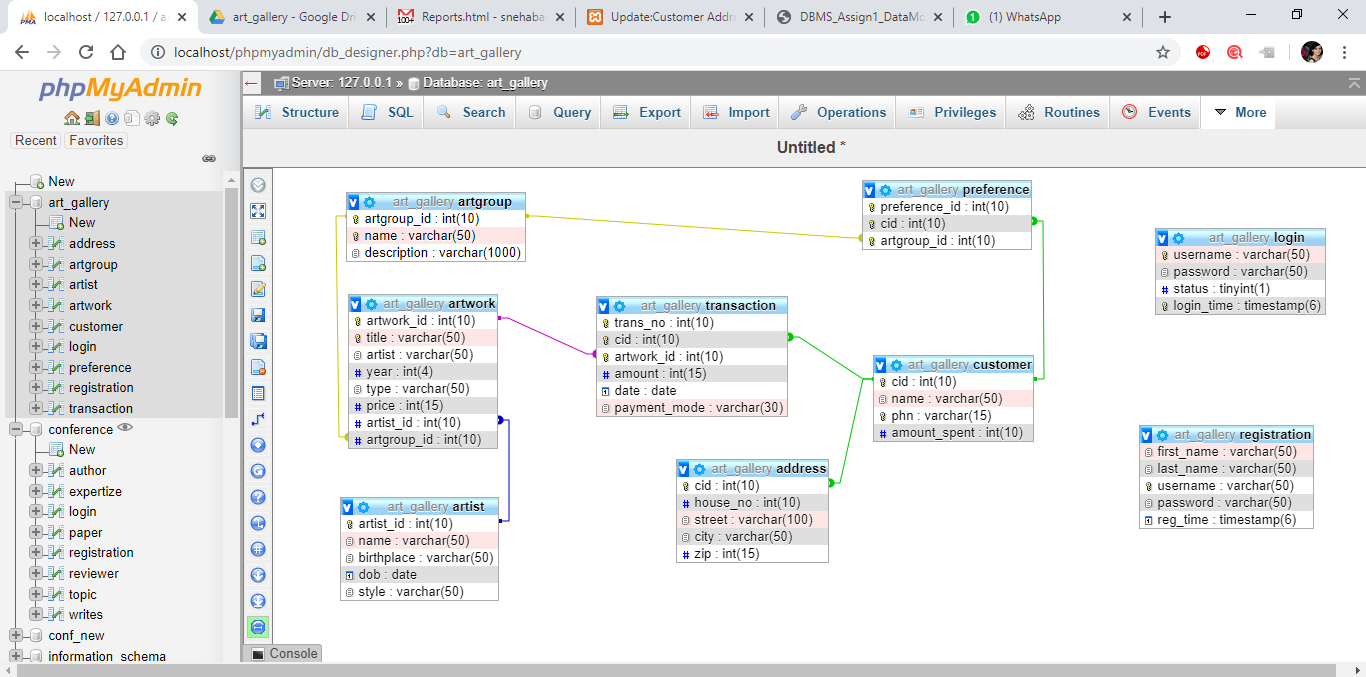 localhost / 127.0.0.1 / a
art_gallery - Google Dri
100+
Reports.html - snehaba
Update:Customer Addr
DBMS_Assign1_DataMo
1
(1) WhatsApp
localhost/phpmyadmin/db_designer.php?db=art_gallery
phpMyAdmin
Recent
Favorites
New
art_gallery
New
address
artgroup
artist
artwork
customer
login
preference
registration
transaction
conference
New
author
expertize
login
paper
registration
reviewer
topic
writes
conf_new
information_schema
Server: 127.0.0.1 » Database: art_gallery
Structure
SQL
Search
Query
Export
Import
Operations
Privileges
Routines
Events
More
Untitled *
art_gallery artgroup
artgroup_id : int(10)
name : varchar(50)
description : varchar(1000)
art_gallery preference
preference_id : int(10)
cid : int(10)
artgroup_id : int(10)
art_gallery login
username : varchar(50)
password : varchar(50)
status : tinyint(1)
login_time : timestamp(6)
art_gallery artwork
artwork_id : int(10)
title : varchar(50)
artist : varchar(50)
year : int(4)
type : varchar(50)
price : int(15)
artist_id : int(10)
artgroup_id : int(10)
art_gallery transaction
trans_no : int(10)
cid : int(10)
artwork_id : int(10)
amount : int(15)
date : date
payment_mode : varchar(30)
art_gallery customer
cid : int(10)
name : varchar(50)
phn : varchar(15)
amount_spent : int(10)
art_gallery registration
first_name : varchar(50)
last_name : varchar(50)
username : varchar(50)
password : varchar(50)
reg_time : timestamp(6)
art_gallery address
cid : int(10)
house_no : int(10)
street : varchar(100)
city : varchar(50)
zip : int(15)
art_gallery artist
artist_id : int(10)
name : varchar(50)
birthplace : varchar(50)
dob : date
style : varchar(50)
Console